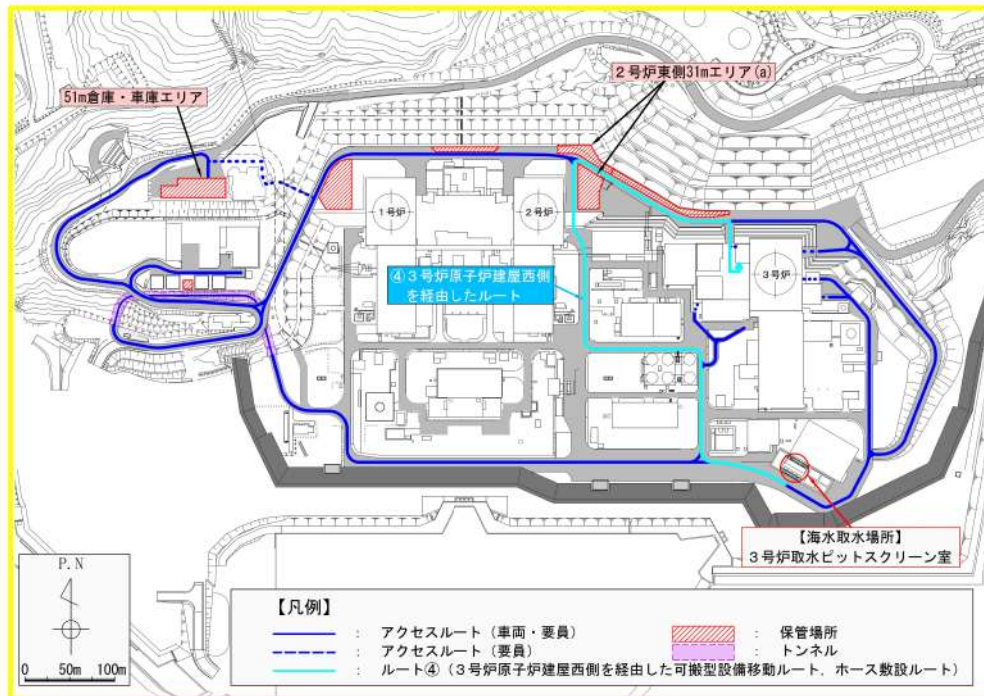 ２号炉東側31mエリア(a)
51m倉庫・車庫エリア
１号炉
２号炉
３号炉
④３号炉原子炉建屋西側
を経由したルート
【海水取水場所】
３号炉取水ピットスクリーン室
P.N
0 50m 100m
【凡例】
： アクセスルート（車両・要員）
： 保管場所
： アクセスルート（要員）
： トンネル
： ルート④（３号炉原子炉建屋西側を経由した可搬型設備移動ルート，ホース敷設ルート）